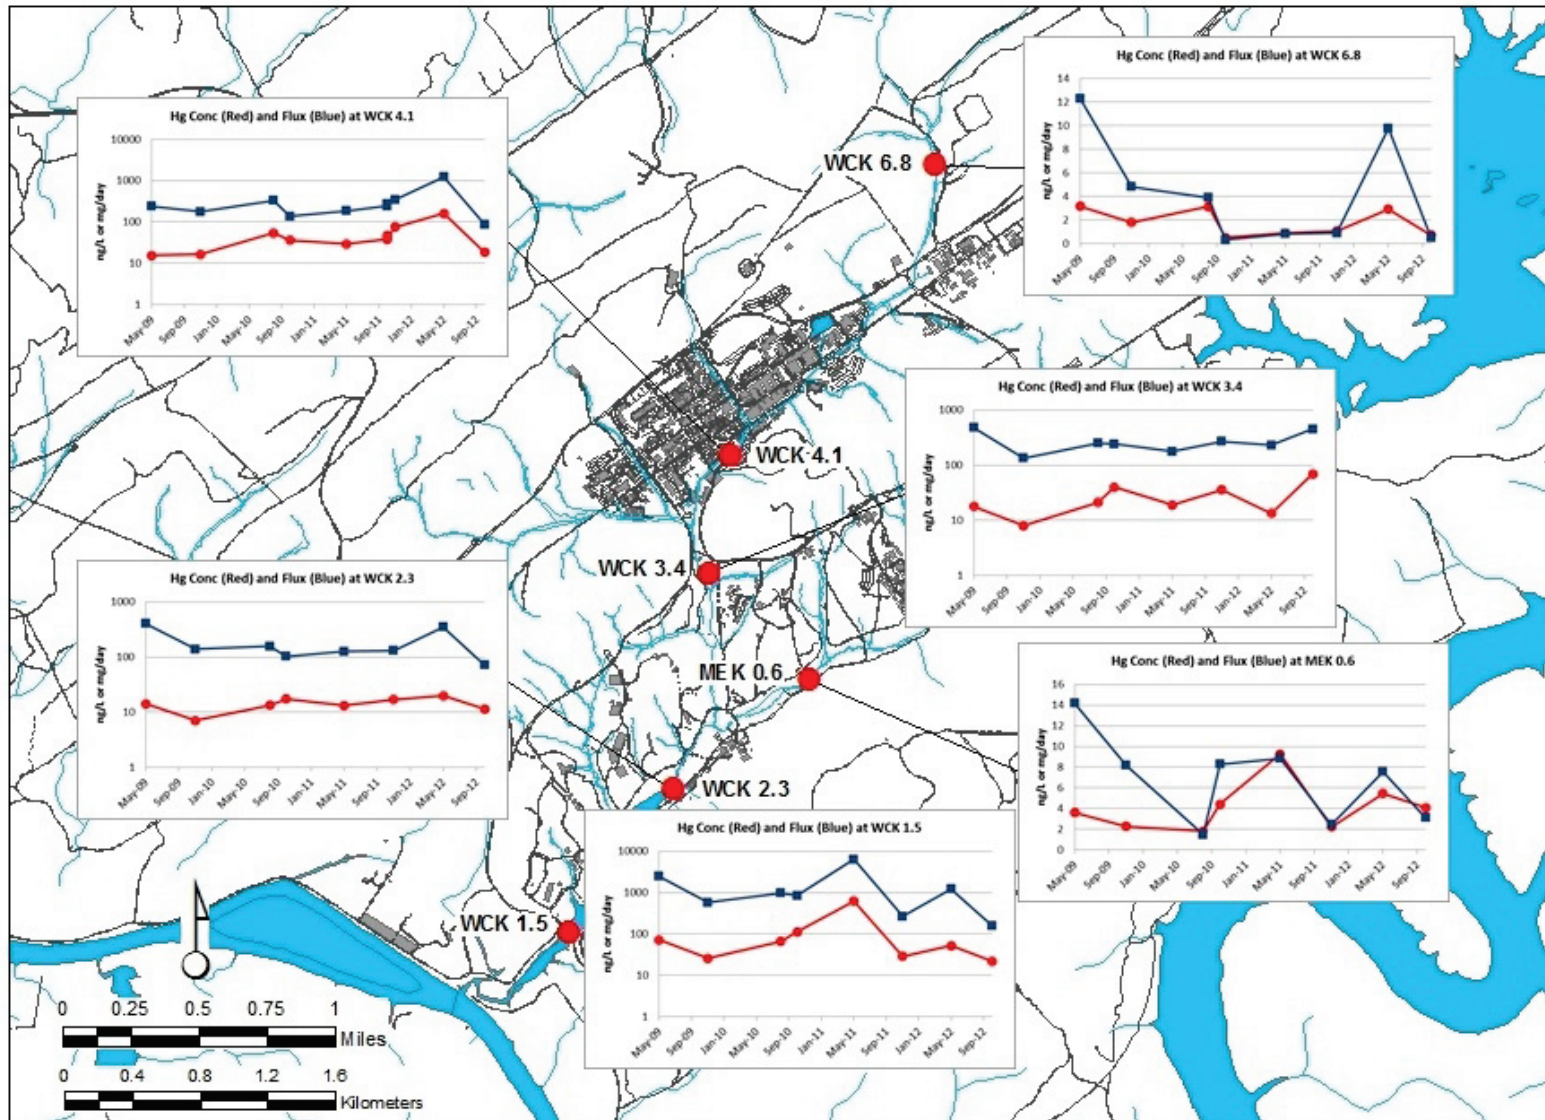 Hg Conc (Red) and Flux (Blue) at WCK 6.8
ng/L or mg/day
14
12
10
8
6
4
2
0
May-09
Sep-09
Jan-10
May-10
Sep-10
Jan-11
May-11
Sep-11
Jan-12
May-12
Sep-12
Hg Conc (Red) and Flux (Blue) at WCK 4.1
ng/L or mg/day
10000
1000
100
10
1
May-09
Sep-09
Jan-10
May-10
Sep-10
Jan-11
May-11
Sep-11
Jan-12
May-12
Sep-12
WCK 6.8
Hg Conc (Red) and Flux (Blue) at WCK 3.4
ng/L or mg/day
1000
100
10
1
May-09
Sep-09
Jan-10
May-10
Sep-10
Jan-11
May-11
Sep-11
Jan-12
May-12
Sep-12
WCK 4.1
WCK 3.4
Hg Conc (Red) and Flux (Blue) at WCK 2.3
ng/L or mg/day
1000
100
10
1
May-09
Sep-09
Jan-10
May-10
Sep-10
Jan-11
May-11
Sep-11
Jan-12
May-12
Sep-12
MEK 0.6
Hg Conc (Red) and Flux (Blue) at MEK 0.6
ng/L or mg/day
16
14
12
10
8
6
4
2
0
May-09
Sep-09
Jan-10
May-10
Sep-10
Jan-11
May-11
Sep-11
Jan-12
May-12
Sep-12
WCK 2.3
Hg Conc (Red) and Flux (Blue) at WCK 1.5
ng/L or mg/day
10000
1000
100
10
1
May-09
Sep-09
Jan-10
May-10
Sep-10
Jan-11
May-11
Sep-11
Jan-12
May-12
Sep-12
WCK 1.5
0 0.25 0.5 0.75 1
Miles
0 0.4 0.8 1.2 1.6
Kilometers